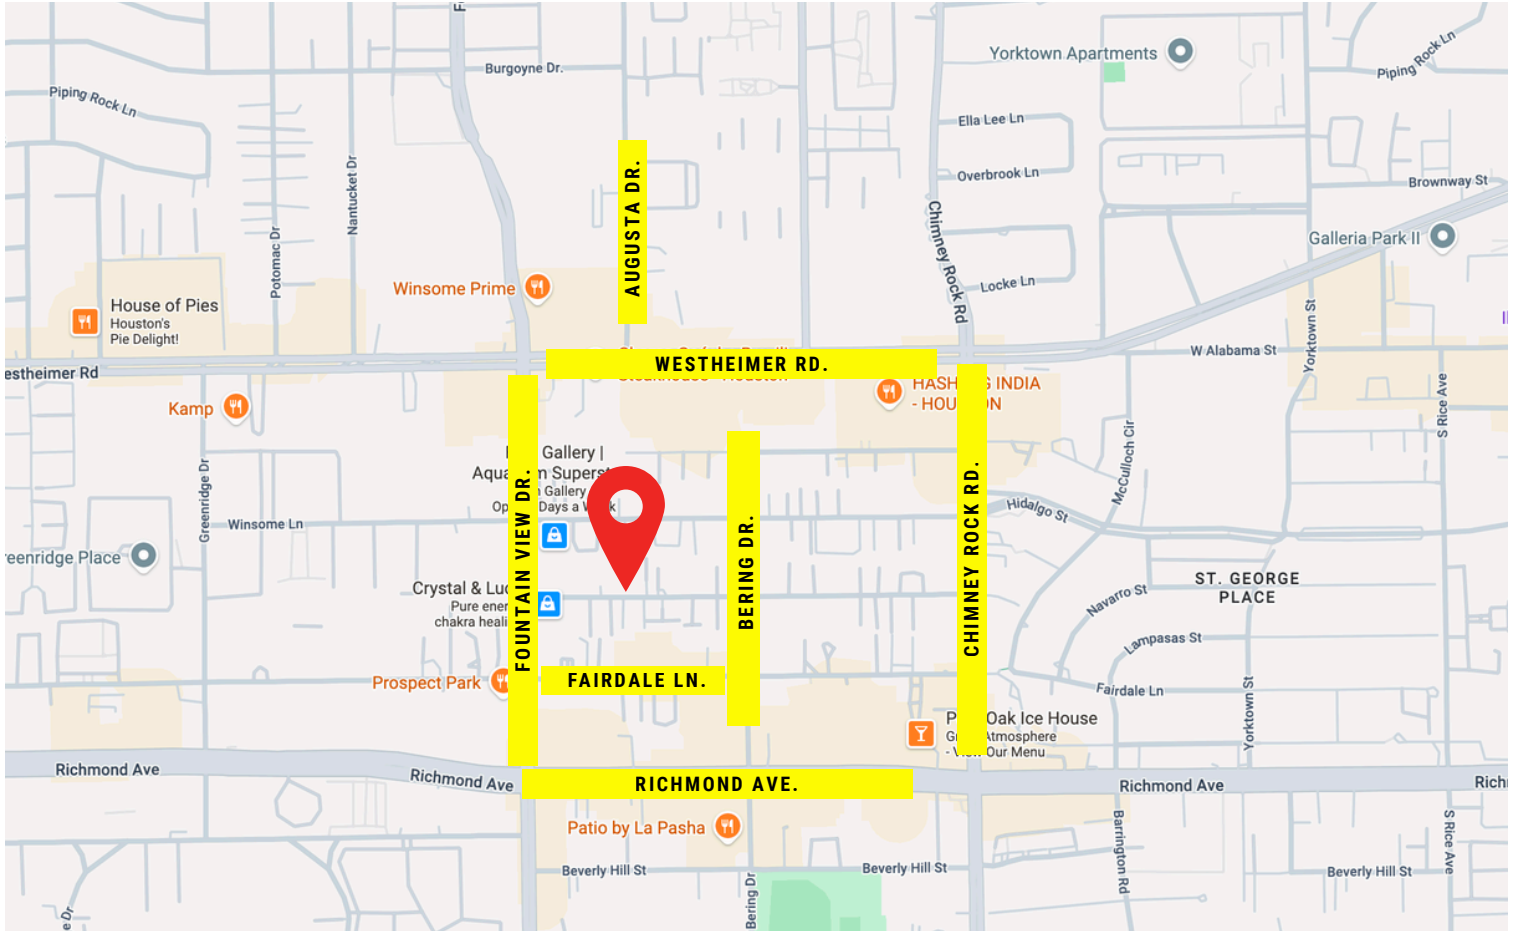 Burgoyne Dr.
Yorktown Apartments
Piping Rock Ln
Piping Rock Ln
Ella Lee Ln
Overbrook Ln
Brownway St
Nantucket Dr
Potomac Dr
AUGUSTA DR.
Chimney Rock Rd
Galleria Park II
Winsome Prime
Locke Ln
House of Pies
Houston's
Pie Delight!
Yorktown St
W Alabama St
WESTHEIMER RD.
estheimer Rd
Kamp
INDIA
S Rice Ave
McCulloch Cir
Gallery |
Gallery
Days a
Greenridge Dr
Winsome Ln
Hidalgo St
FOUNTAIN VIEW DR.
BERING DR.
CHIMNEY ROCK RD.
reenridge Place
ST. GEORGE
PLACE
Navarro St
Crystal &
Pure
chakra
Lampasas St
Prospect Park
FAIRDALE LN.
Fairdale Ln
Yorktown St
Oak Ice House
Atmosphere
Our Menu
Richmond Ave
Richmond Ave
RICHMOND AVE.
Richmond Ave
Rich
Patio by La Pasha
Barrington Rd
S Rice Ave
Beverly Hill St
Beverly Hill St
Beverly Hill St
Bering Dr
e Dr